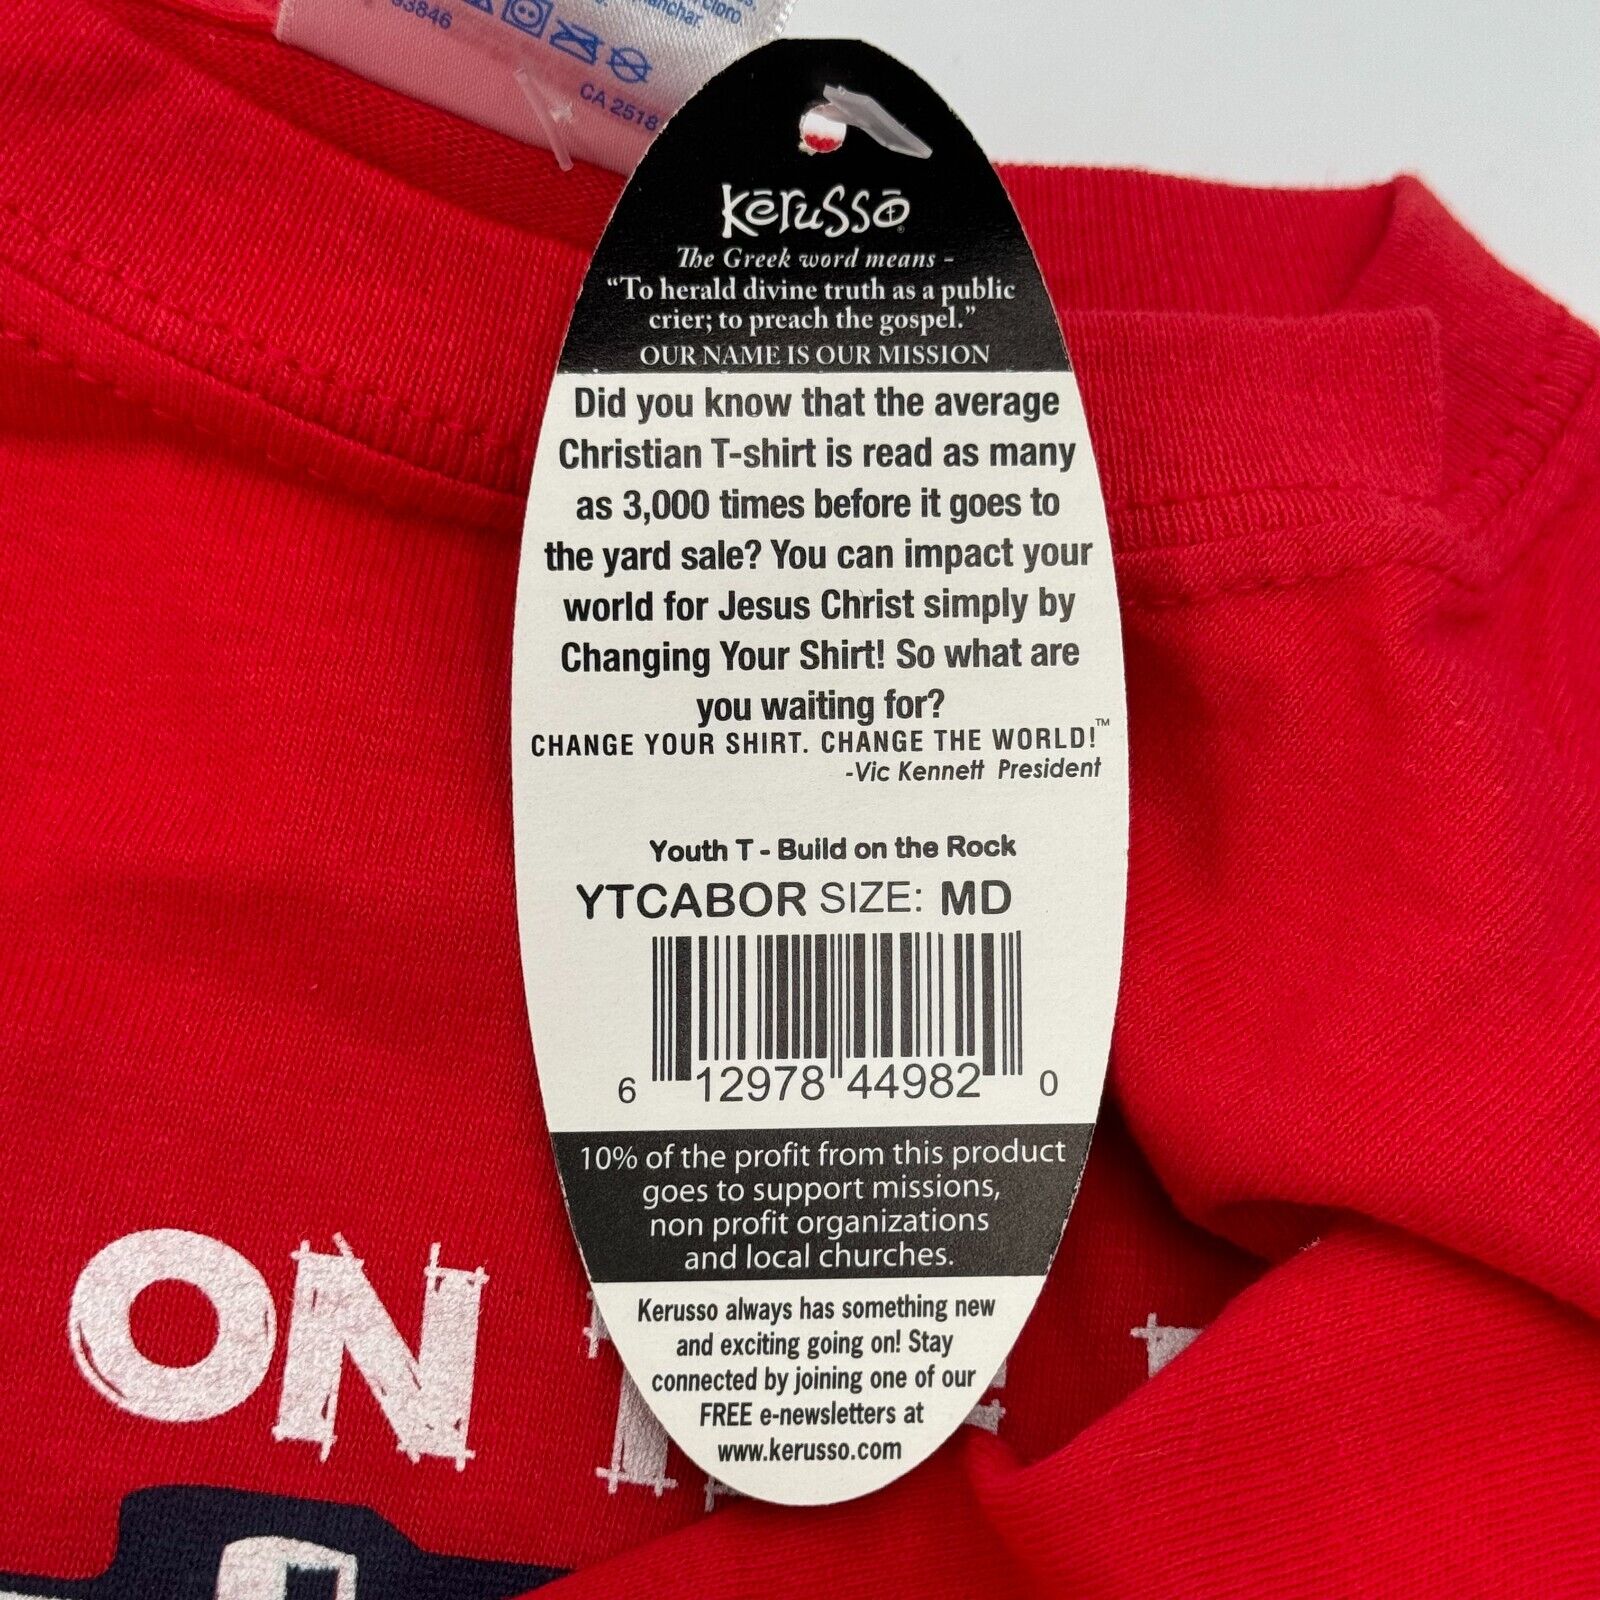 cloro.
manchar.
83846
CA 2518
Kērussō
The Greek word means -
“To herald divine truth as a public
crier; to preach the gospel.”
OUR NAME IS OUR MISSION
Did you know that the average
Christian T-shirt is read as many
as 3,000 times before it goes to
the yard sale? You can impact your
world for Jesus Christ simply by
Changing Your Shirt! So what are
you waiting for?
CHANGE YOUR SHIRT. CHANGE THE WORLD!™
-Vic Kennett President
Youth T - Build on the Rock
YTCABOR SIZE: MD
6 12978 44982 0
10% of the profit from this product
goes to support missions,
non profit organizations
and local churches.
Kerusso always has something new
and exciting going on! Stay
connected by joining one of our
FREE e-newsletters at
www.kerusso.com
ON